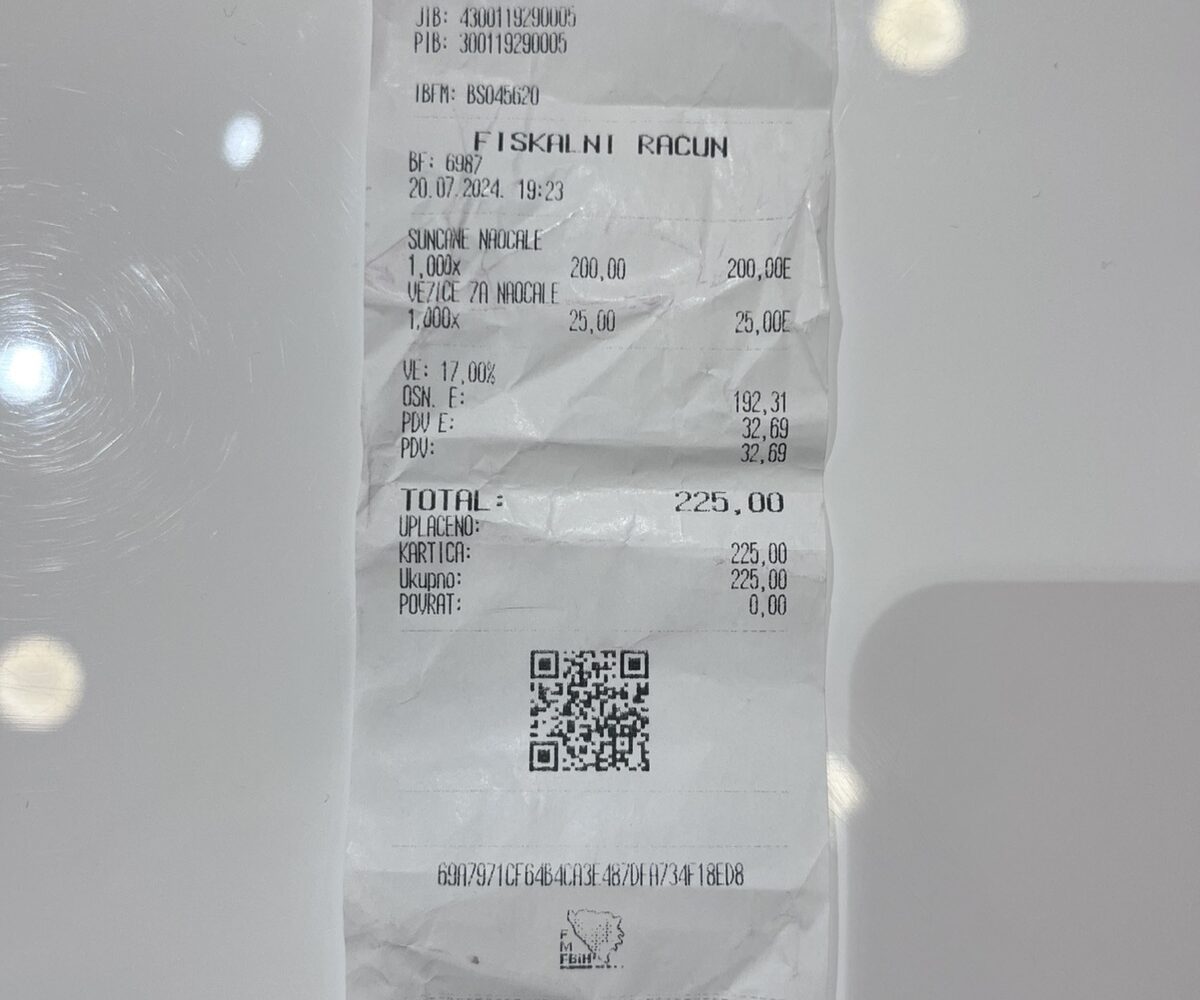 JIB: 4300119290005
PIB: 300119290005
IBFM: BS045620
FISKALNI RACUN
BF: 6987
20.07.2024. 19:23
SUNCANE NAOCALE
1,000x 200,00 200,00E
VEZICE ZA NAOCALE
1,000x 25,00 25,00E
VE: 17,00%
OSN. E: 192,31
PDV E: 32,69
PDV: 32,69
TOTAL: 225,00
UPLACENO:
KARTICA: 225,00
Ukupno: 225,00
POVRAT: 0,00
69A7971CF64B4CA3E487DFA734F18ED8
F
M
FBiH